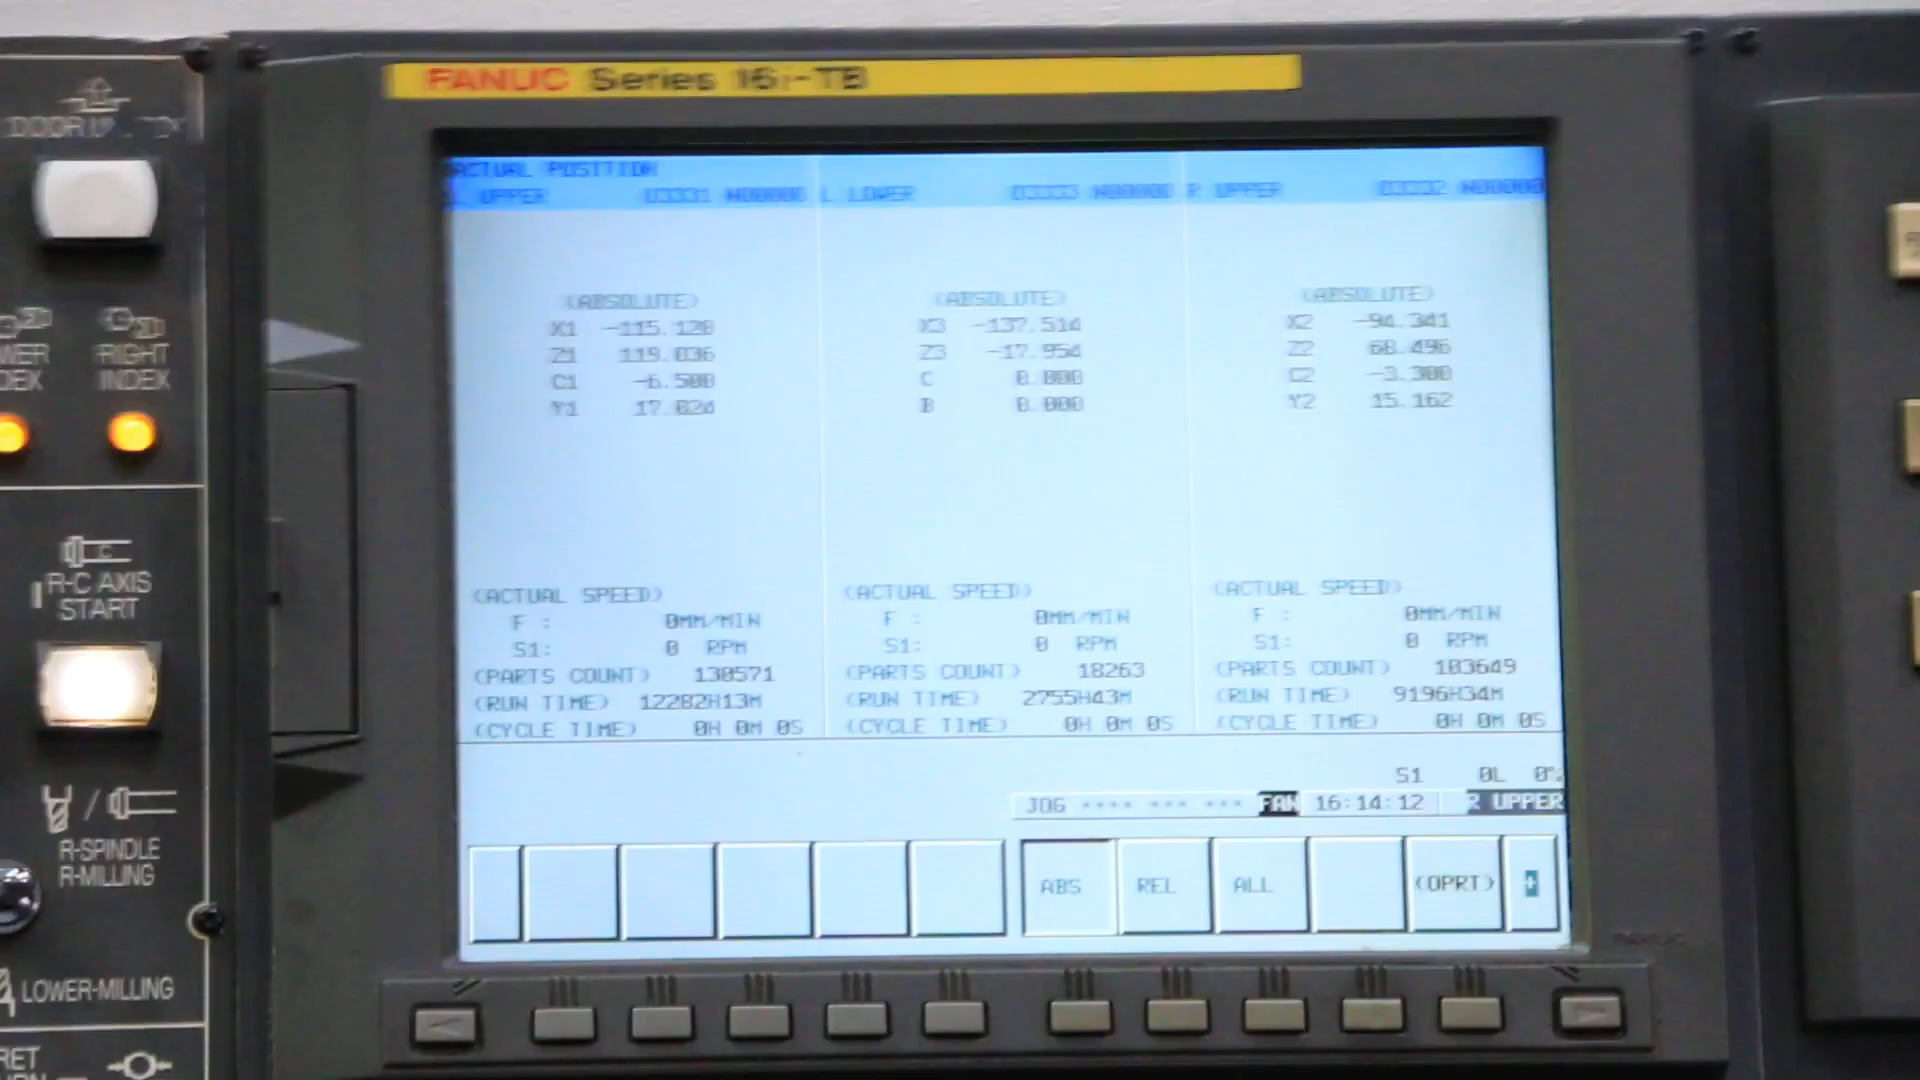 FANUC Series 16i-TB
ACTUAL POSITION
L UPPER O3331 N00000 L LOWER O3333 N00000 R UPPER O3332 N00000
(ABSOLUTE) (ABSOLUTE) (ABSOLUTE)
X1 -115.120 X3 -137.514 X2 -94.341
Z1 119.036 Z3 -17.954 Z2 68.496
C1 -6.500 C 0.000 C2 -3.300
Y1 17.024 B 0.000 Y2 15.162
(ACTUAL SPEED) (ACTUAL SPEED) (ACTUAL SPEED)
F : 0MM/MIN F : 0MM/MIN F : 0MM/MIN
S1: 0 RPM S1: 0 RPM S1: 0 RPM
(PARTS COUNT) 130571 (PARTS COUNT) 18263 (PARTS COUNT) 103649
(RUN TIME) 12282H13M (RUN TIME) 2755H43M (RUN TIME) 9196H34M
(CYCLE TIME) 0H 0M 0S (CYCLE TIME) 0H 0M 0S (CYCLE TIME) 0H 0M 0S
S1 0L 0%
JOG **** *** *** FAN 16:14:12 R UPPER
ABS REL ALL (OPRT) +
RIGHT
INDEX
R-C AXIS
START
R-SPINDLE
R-MILLING
LOWER-MILLING